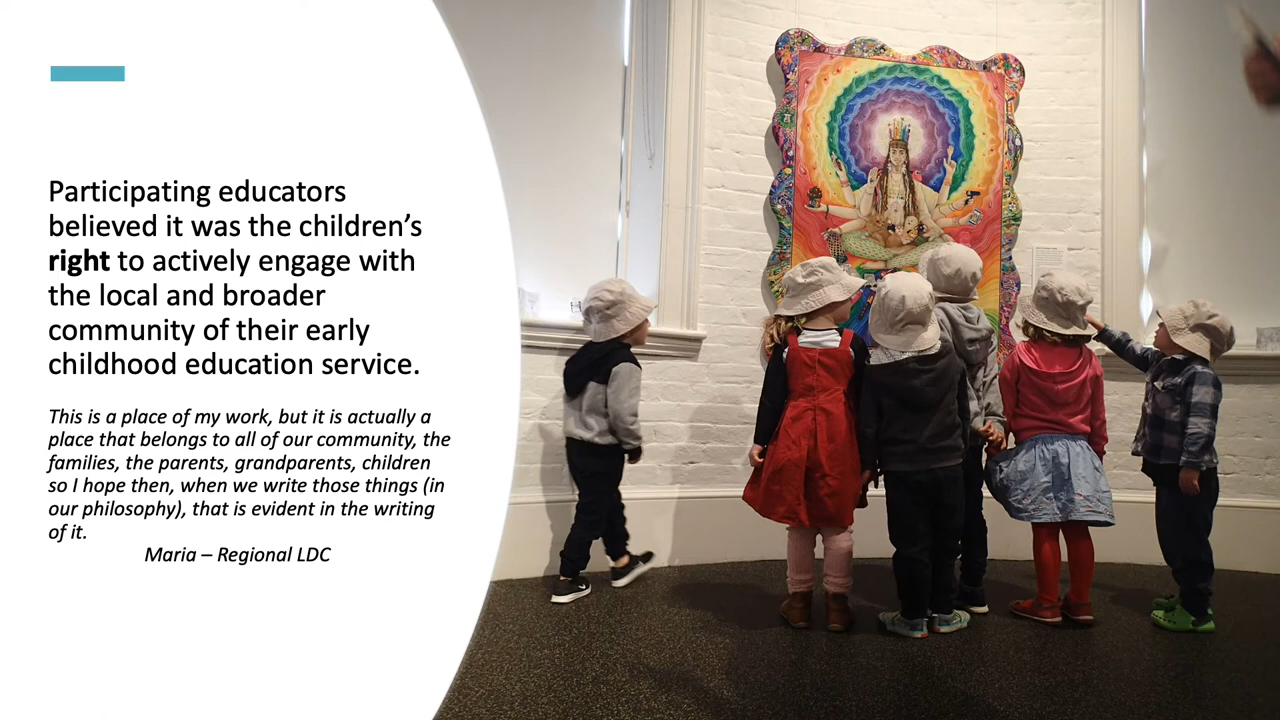 Participating educators
believed it was the children’s
right to actively engage with
the local and broader
community of their early
childhood education service.
This is a place of my work, but it is actually a
place that belongs to all of our community, the
families, the parents, grandparents, children
so I hope then, when we write those things (in
our philosophy), that is evident in the writing
of it.
Maria – Regional LDC